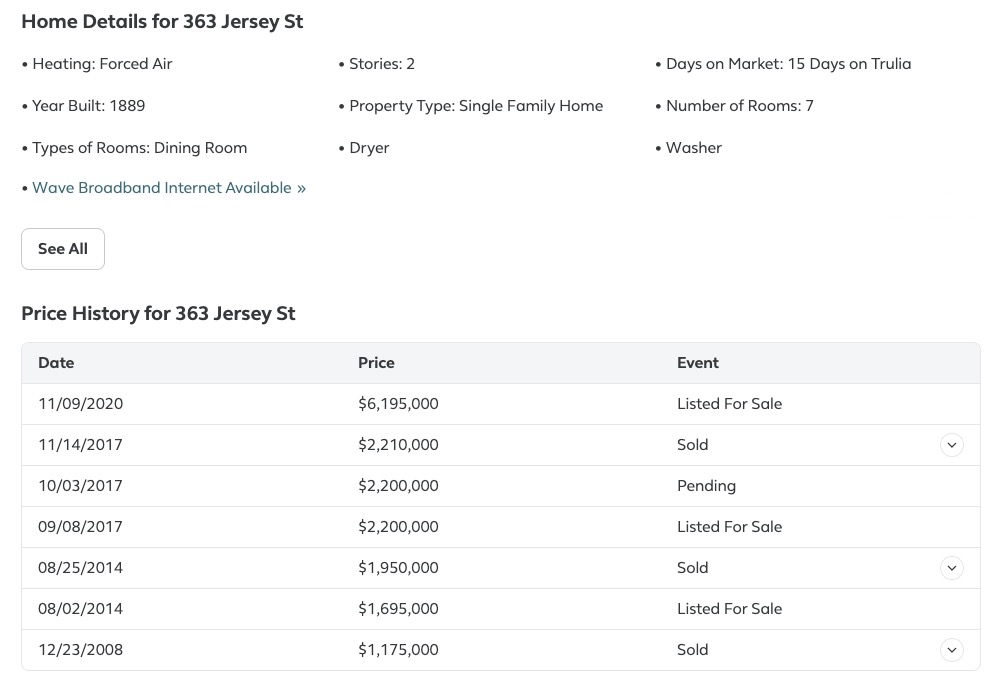 Home Details for 363 Jersey St
• Heating: Forced Air • Stories: 2 • Days on Market: 15 Days on Trulia
• Year Built: 1889 • Property Type: Single Family Home • Number of Rooms: 7
• Types of Rooms: Dining Room • Dryer • Washer
• Wave Broadband Internet Available »
See All
Price History for 363 Jersey St
Date Price Event
11/09/2020 $6,195,000 Listed For Sale
11/14/2017 $2,210,000 Sold
10/03/2017 $2,200,000 Pending
09/08/2017 $2,200,000 Listed For Sale
08/25/2014 $1,950,000 Sold
08/02/2014 $1,695,000 Listed For Sale
12/23/2008 $1,175,000 Sold